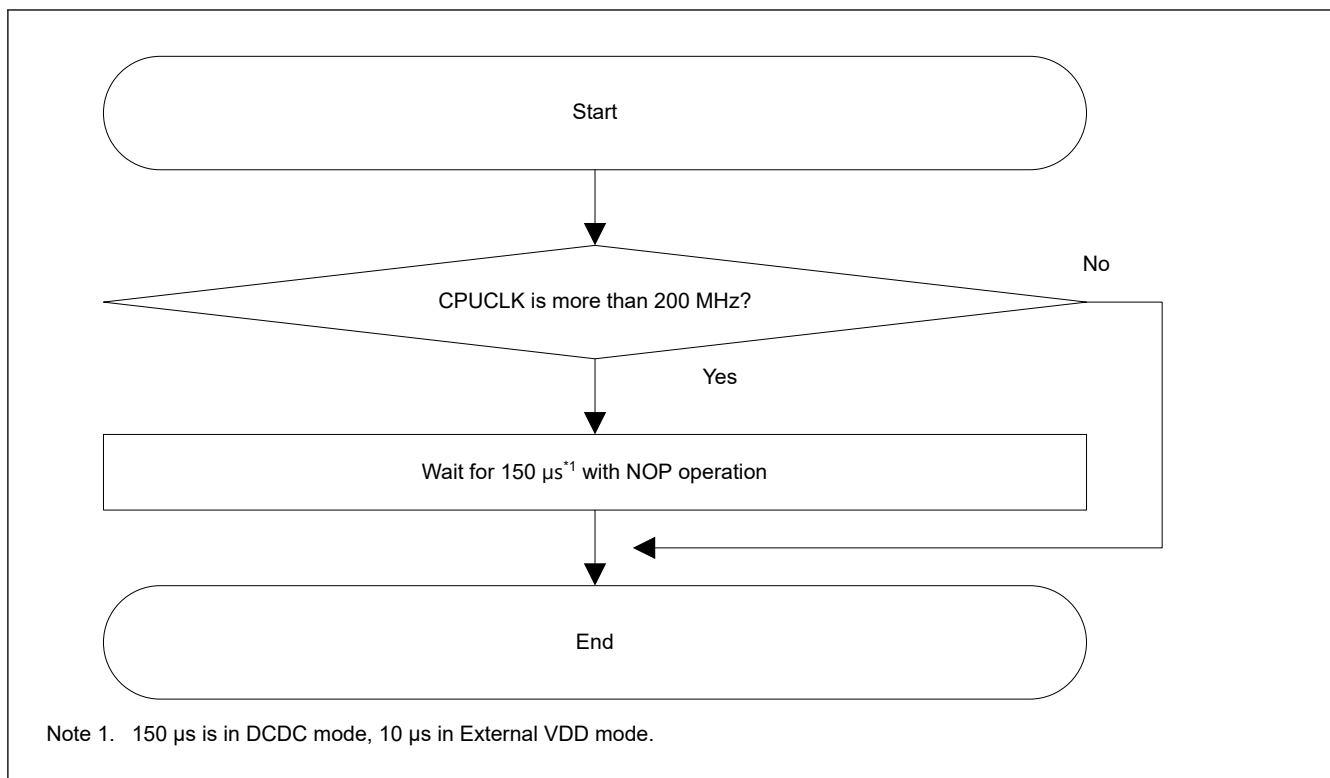 Start
CPUCLK is more than 200 MHz?
No
Yes
Wait for 150 µs*1 with NOP operation
End
Note 1. 150 µs is in DCDC mode, 10 µs in External VDD mode.